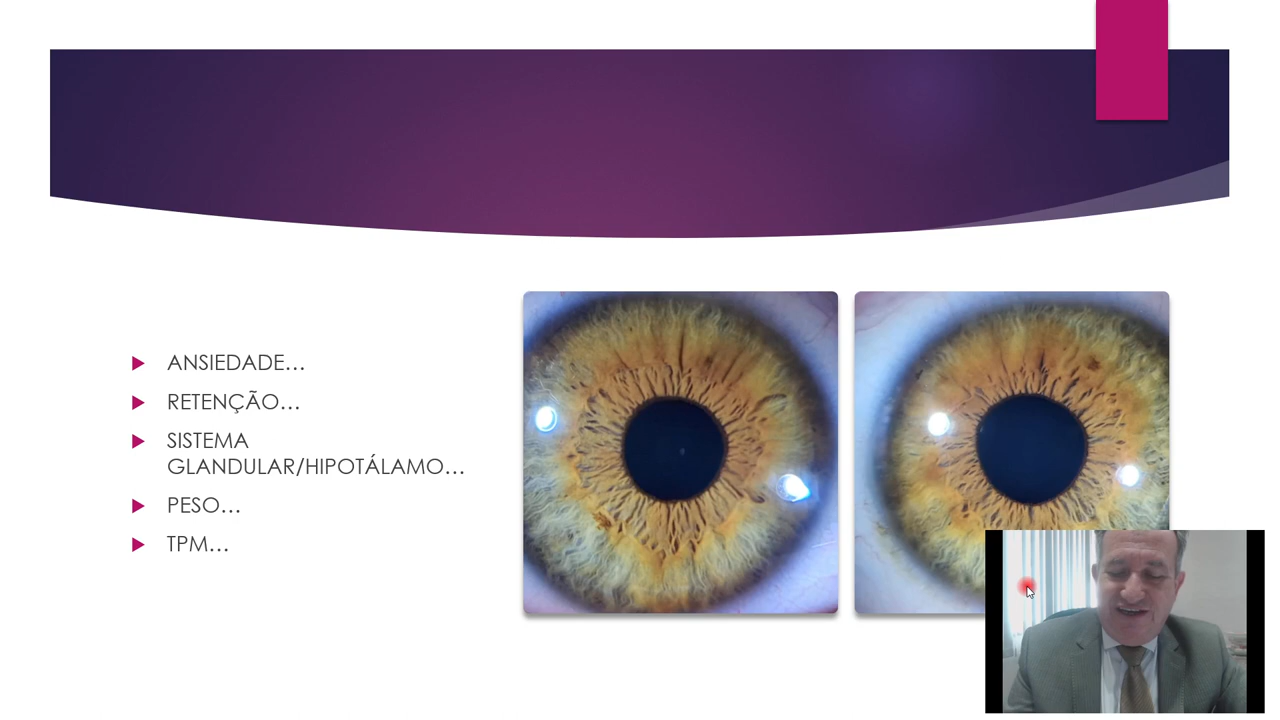 ANSIEDADE…
RETENÇÃO…
SISTEMA
GLANDULAR/HIPOTÁLAMO…
PESO…
TPM…